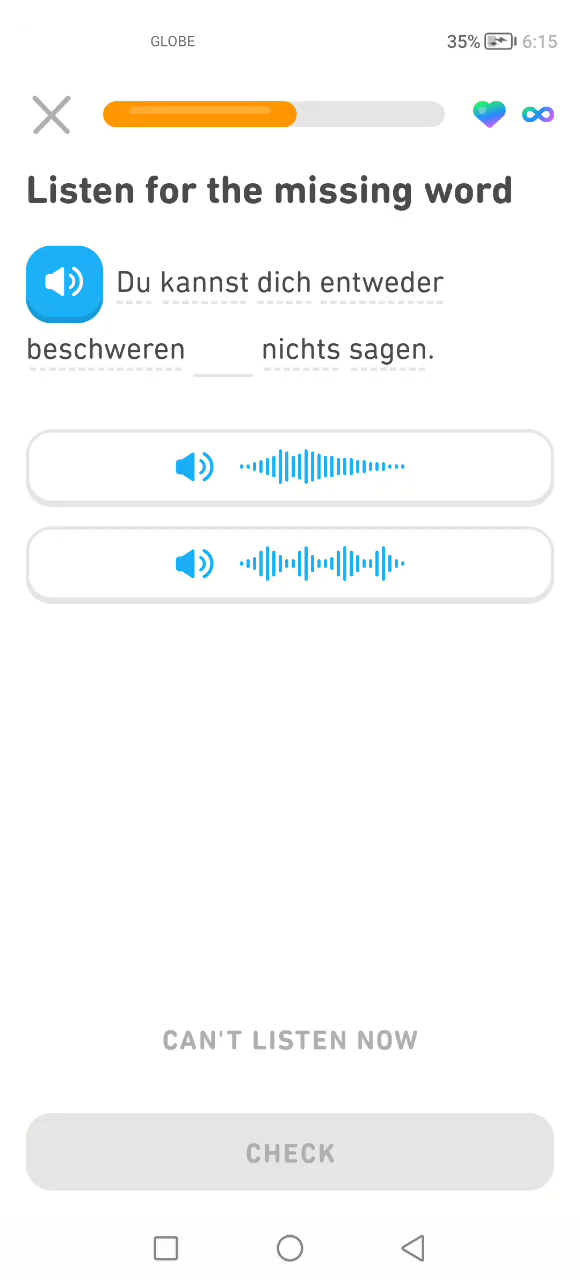 GLOBE 35% 6:15
Listen for the missing word
Du kannst dich entweder
beschweren ____ nichts sagen.
CAN'T LISTEN NOW
CHECK